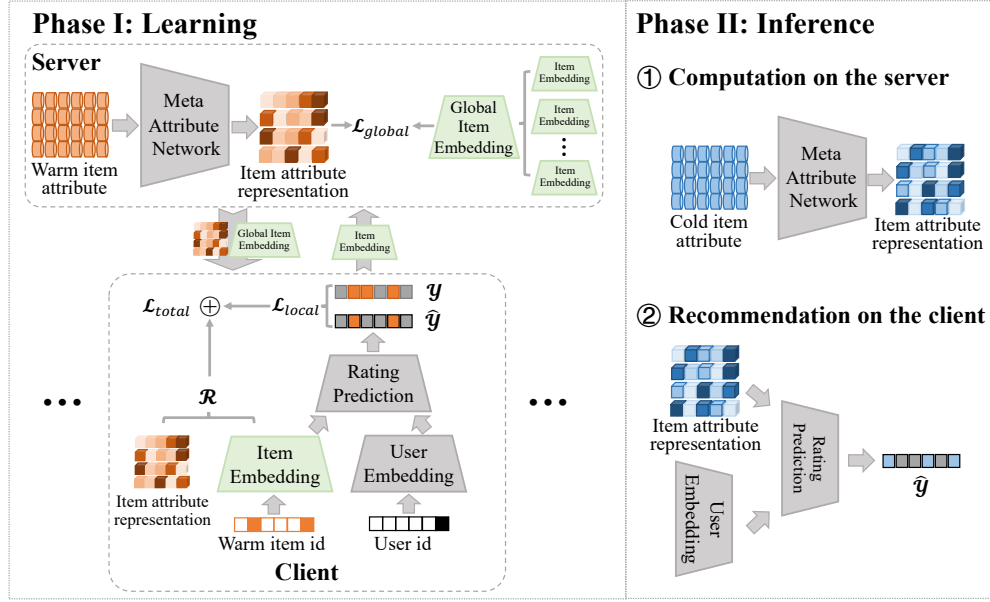 Phase I: Learning
Server
Warm item
attribute
Meta
Attribute
Network
Item attribute
representation
ℒ_global
Global
Item
Embedding
Item
Embedding
Item
Embedding
⋮
Item
Embedding
Global Item
Embedding
Item
Embedding
ℒ_total
⊕
ℒ_local
𝒴
𝒴̂
Rating
Prediction
ℛ
...
...
Item attribute
representation
Item
Embedding
User
Embedding
Warm item id
User id
Client
Phase II: Inference
① Computation on the server
Cold item
attribute
Meta
Attribute
Network
Item attribute
representation
② Recommendation on the client
Item attribute
representation
User
Embedding
Rating
Prediction
𝒴̂